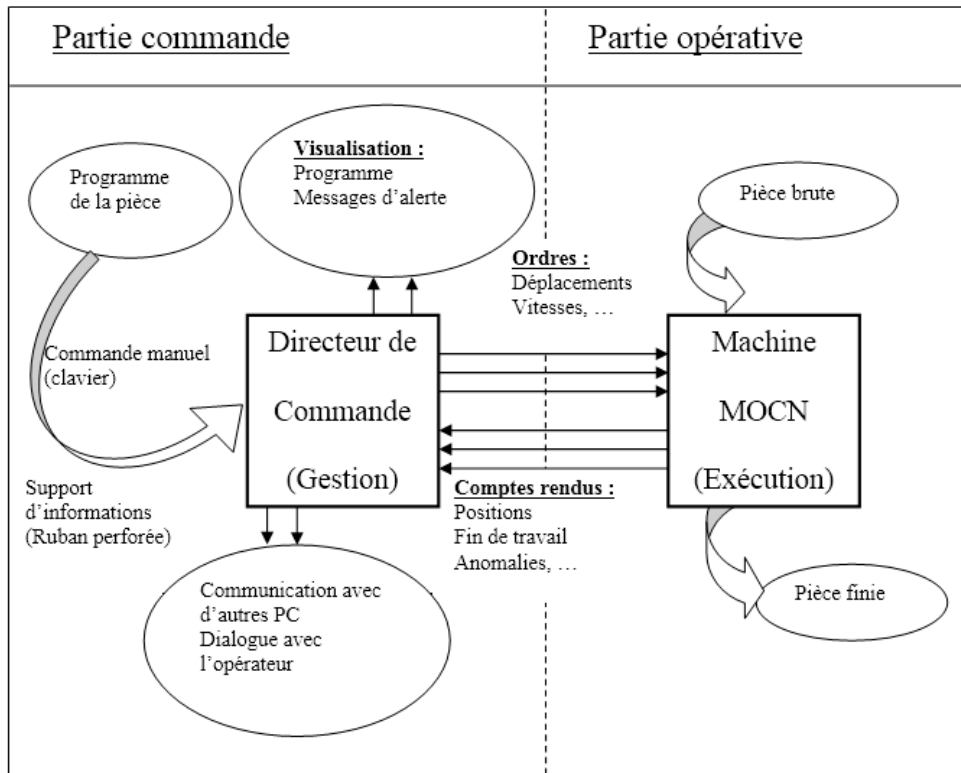 Partie commande
Partie opérative
Programme
de la pièce
Visualisation :
Programme
Messages d'alerte
Pièce brute
Ordres :
Déplacements
Vitesses, …
Commande manuel
(clavier)
Directeur de
Commande
(Gestion)
Machine
MOCN
(Exécution)
Support
d'informations
(Ruban perforée)
Comptes rendus :
Positions
Fin de travail
Anomalies, …
Communication avec
d'autres PC
Dialogue avec
l'opérateur
Pièce finie